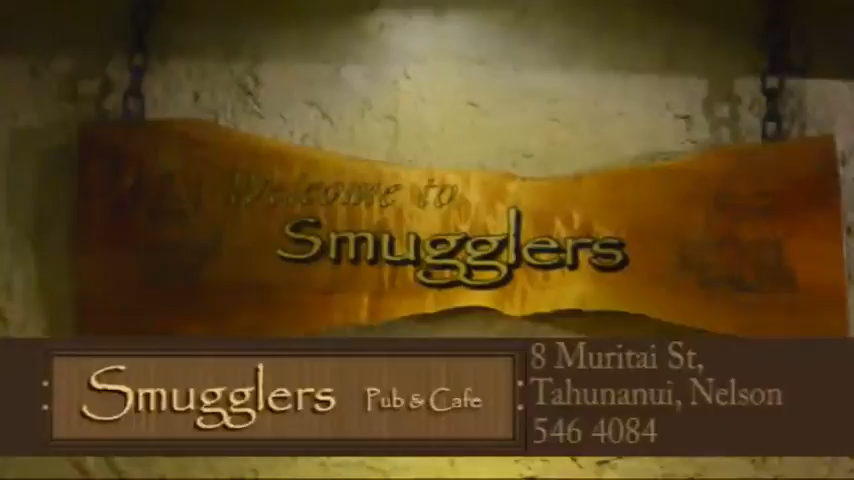 Welcome to
Smugglers
Smugglers Pub & Cafe
8 Muritai St,
Tahunanui, Nelson
546 4084